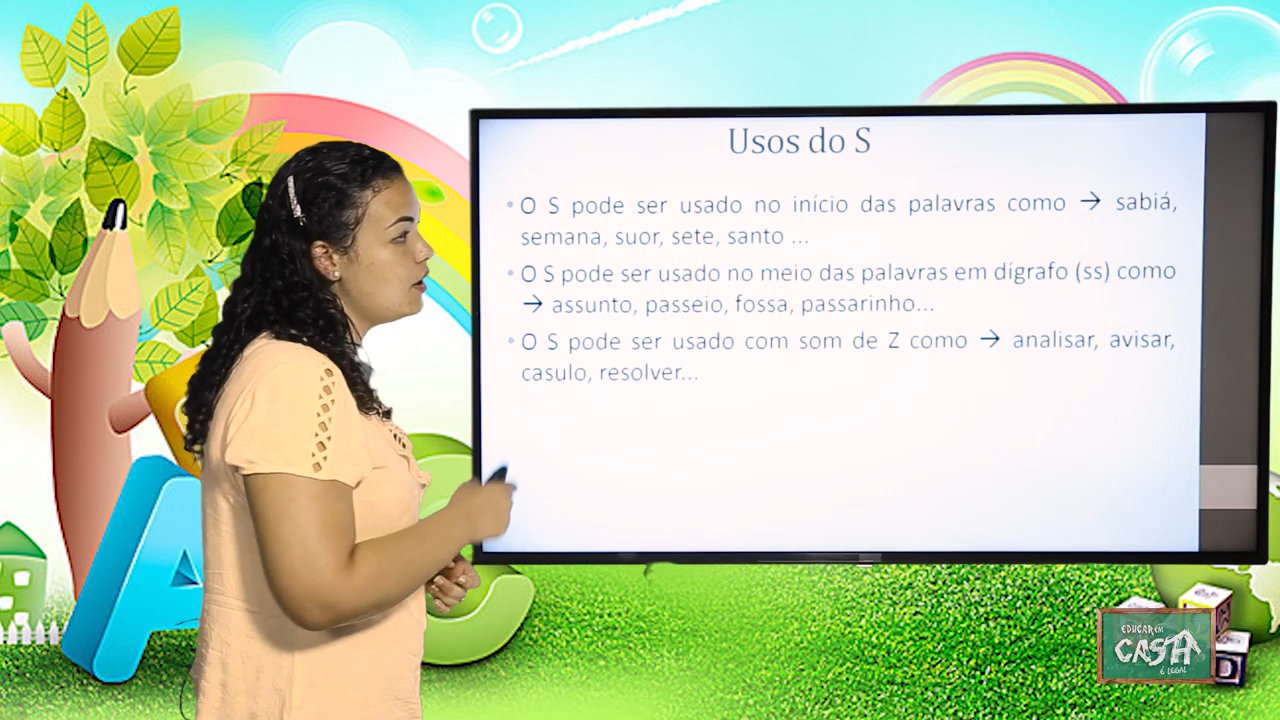 Usos do S
• O S pode ser usado no início das palavras como → sabiá,
semana, suor, sete, santo ...
• O S pode ser usado no meio das palavras em dígrafo (ss) como
→ assunto, passeio, fossa, passarinho...
• O S pode ser usado com som de Z como → analisar, avisar,
casulo, resolver...
A
C
EDUCAR EM
CASA
É LEGAL